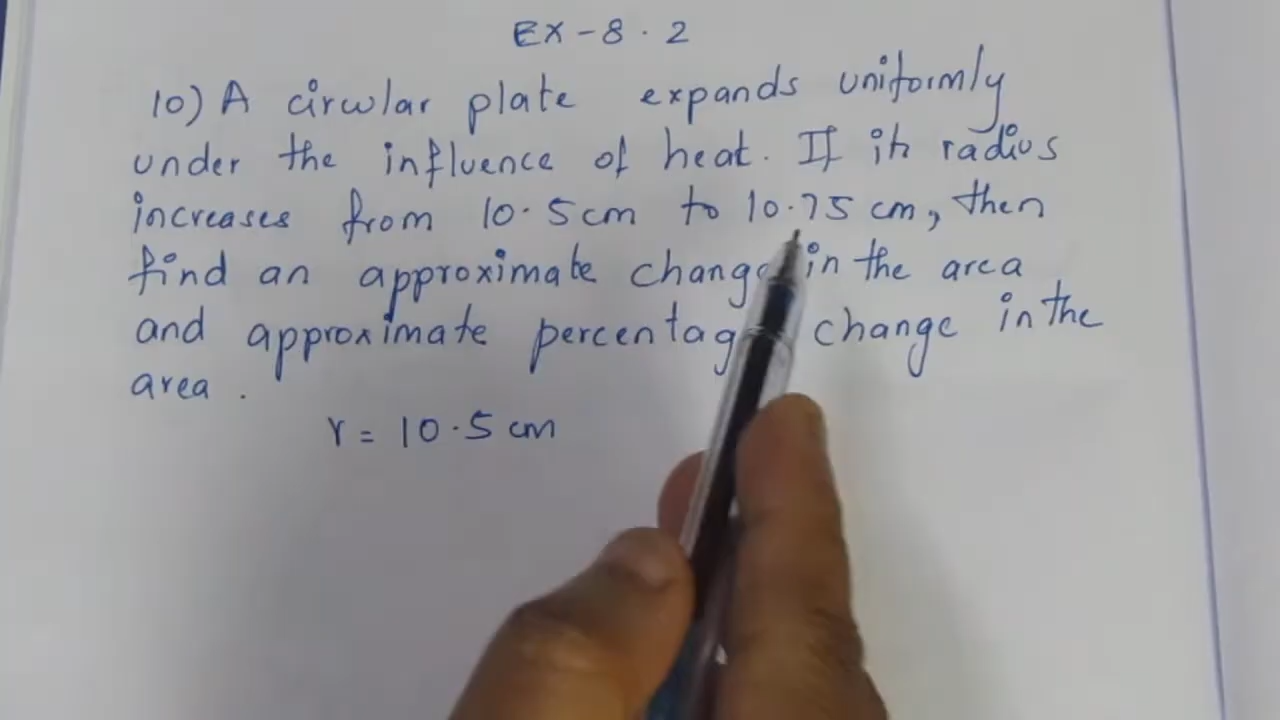 EX - 8.2
10) A circular plate expands uniformly
under the influence of heat. If its radius
increases from 10.5cm to 10.75 cm, then
find an approximate change in the area
and approximate percentage change in the
area.
r = 10.5 cm